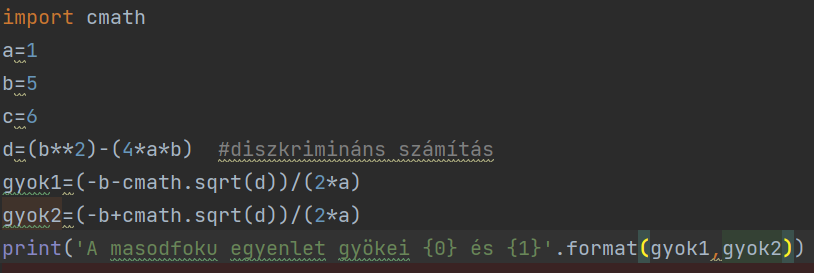 import cmath
a=1
b=5
c=6
d=(b**2)-(4*a*b)  #diszkrimináns számítás
gyok1=(-b-cmath.sqrt(d))/(2*a)
gyok2=(-b+cmath.sqrt(d))/(2*a)
print('A masodfoku egyenlet gyökei {0} és {1}'.format(gyok1,gyok2))